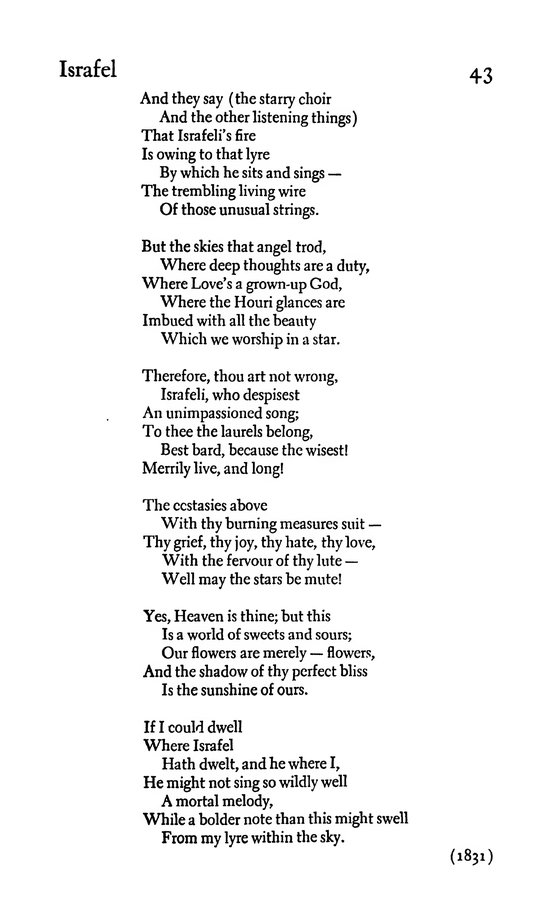 Israfel
43
And they say (the starry choir
And the other listening things)
That Israfeli's fire
Is owing to that lyre
By which he sits and sings —
The trembling living wire
Of those unusual strings.
But the skies that angel trod,
Where deep thoughts are a duty,
Where Love's a grown-up God,
Where the Houri glances are
Imbued with all the beauty
Which we worship in a star.
Therefore, thou art not wrong,
Israfeli, who despisest
An unimpassioned song;
To thee the laurels belong,
Best bard, because the wisest!
Merrily live, and long!
The ecstasies above
With thy burning measures suit —
Thy grief, thy joy, thy hate, thy love,
With the fervour of thy lute —
Well may the stars be mute!
Yes, Heaven is thine; but this
Is a world of sweets and sours;
Our flowers are merely — flowers,
And the shadow of thy perfect bliss
Is the sunshine of ours.
If I could dwell
Where Israfel
Hath dwelt, and he where I,
He might not sing so wildly well
A mortal melody,
While a bolder note than this might swell
From my lyre within the sky.
(1831)